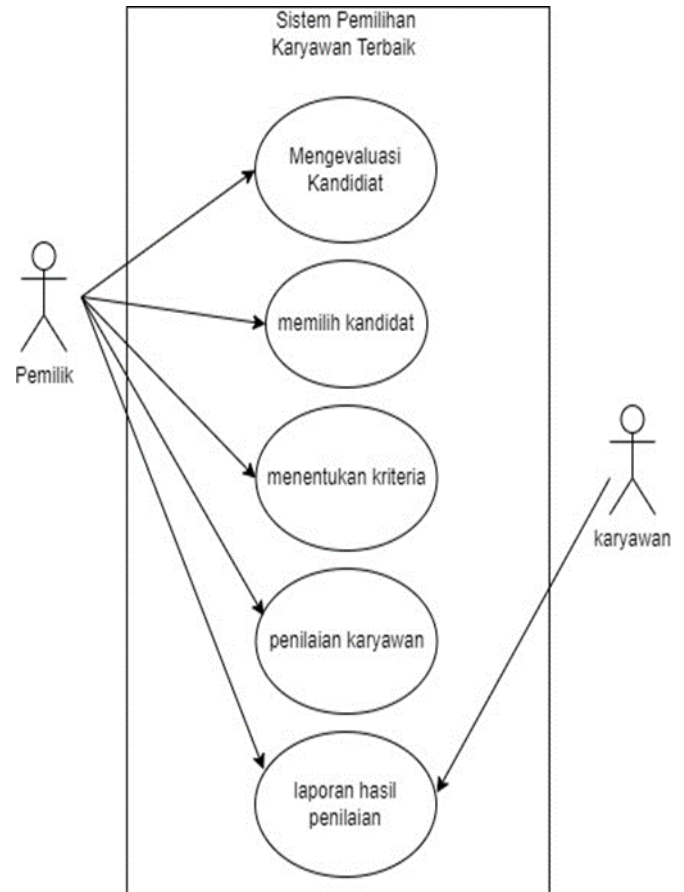 Sistem Pemilihan
Karyawan Terbaik
Mengevaluasi
Kandidiat
memilih kandidat
Pemilik
menentukan kriteria
karyawan
penilaian karyawan
laporan hasil
penilaian